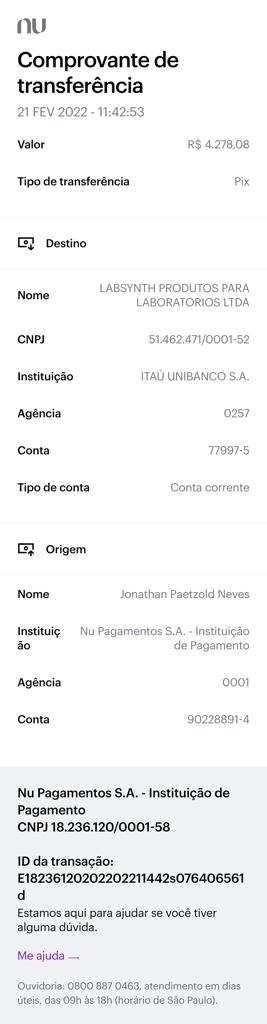 nu
Comprovante de
transferência
21 FEV 2022 - 11:42:53
Valor R$ 4.278,08
Tipo de transferência Pix
Destino
Nome LABSYNTH PRODUTOS PARA
LABORATORIOS LTDA
CNPJ 51.462.471/0001-52
Instituição ITAÚ UNIBANCO S.A.
Agência 0257
Conta 77997-5
Tipo de conta Conta corrente
Origem
Nome Jonathan Paetzold Neves
Instituiç Nu Pagamentos S.A. - Instituição
ão de Pagamento
Agência 0001
Conta 90228891-4
Nu Pagamentos S.A. - Instituição de
Pagamento
CNPJ 18.236.120/0001-58
ID da transação:
E18236120202202211442s076406561
d
Estamos aqui para ajudar se você tiver
alguma dúvida.
Me ajuda
Ouvidoria: 0800 887 0463, atendimento em dias
úteis, das 09h às 18h (horário de São Paulo).